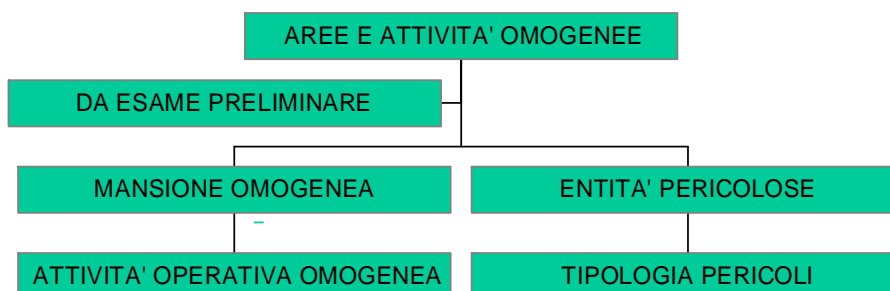 AREE E ATTIVITA' OMOGENEE
DA ESAME PRELIMINARE
MANSIONE OMOGENEA
ENTITA' PERICOLOSE
ATTIVITA' OPERATIVA OMOGENEA
TIPOLOGIA PERICOLI